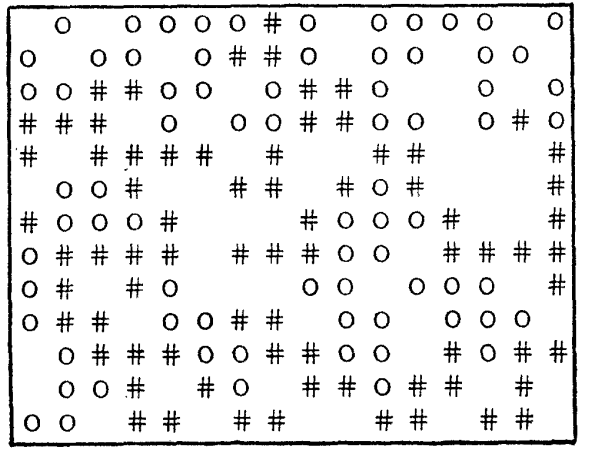 O   O O O O # O   O O O O   O
O   O O   O # # O   O O   O O
O O # # O O   O # # O     O   O
# # #   O   O O # # O O   O # O
#   # # # #   #     # #       #
  O O #     # #   # O #       #
# O O O #       # O O O #     #
O # # # #   # # # O O   # # # #
O #   # O       O O   O O O   #
O # #   O O # #   O O   O O O
  O # # # O O # # O O   # O # #
  O O #   # O   # # O # #   #
O O   # #   # #     # #   # #